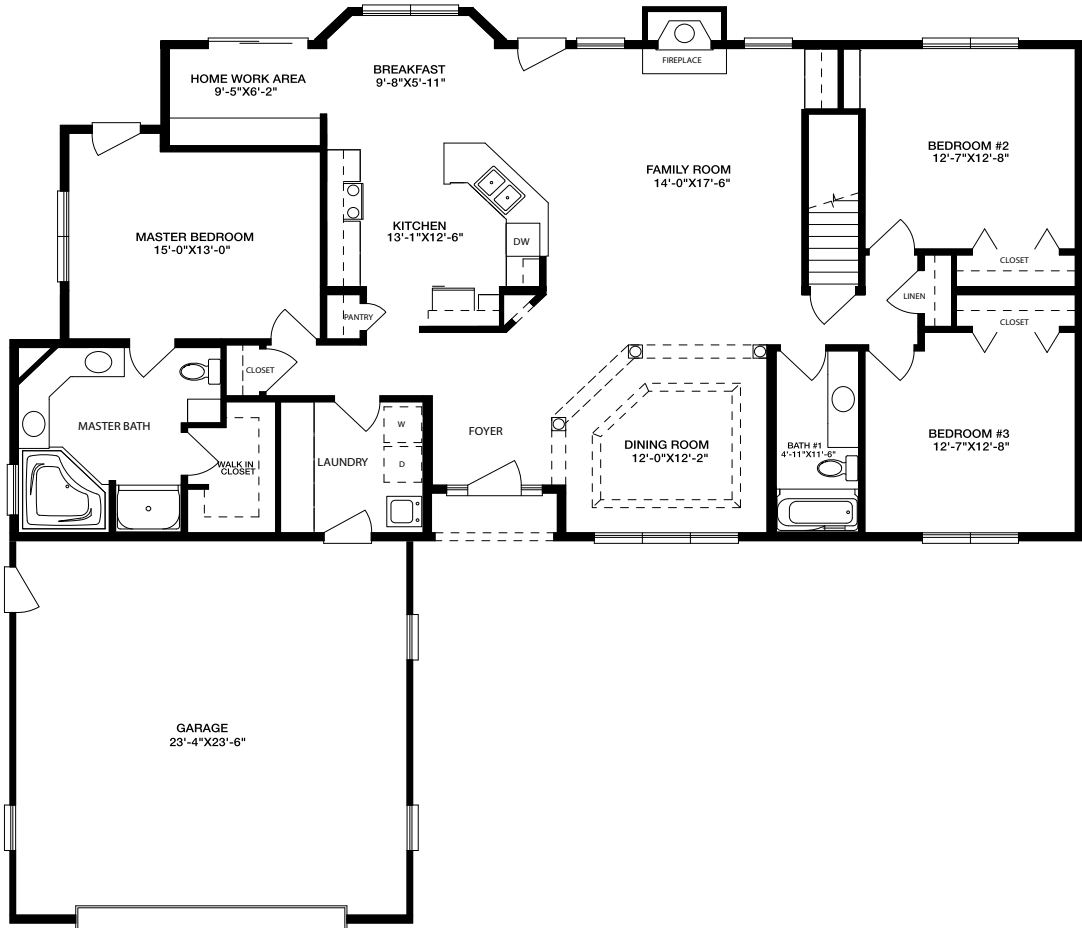 FIREPLACE
BREAKFAST
9'-8"X5'-11"
HOME WORK AREA
9'-5"X6'-2"
BEDROOM #2
12'-7"X12'-8"
FAMILY ROOM
14'-0"X17'-6"
KITCHEN
13'-1"X12'-6"
MASTER BEDROOM
15'-0"X13'-0"
DW
CLOSET
LINEN
PANTRY
CLOSET
CLOSET
MASTER BATH
W
FOYER
BEDROOM #3
12'-7"X12'-8"
DINING ROOM
12'-0"X12'-2"
BATH #1
4'-11"X11'-6"
LAUNDRY
D
WALK IN
CLOSET
GARAGE
23'-4"X23'-6"